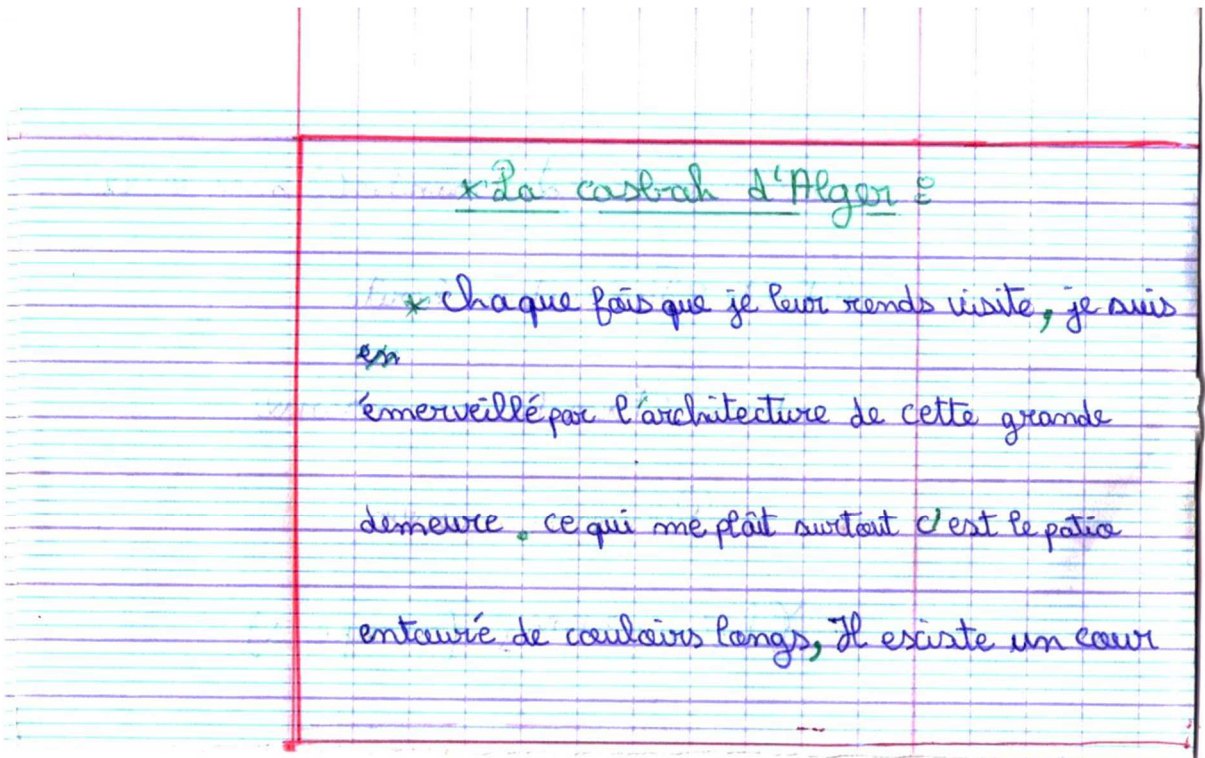 * La casbah d'Alger :
* Chaque fois que je leur rends visite, je suis
en
émerveillé par l'architecture de cette grande
demeure. ce qui me plaît surtout c'est le patio
entouré de couloirs longs, Il existe un cour